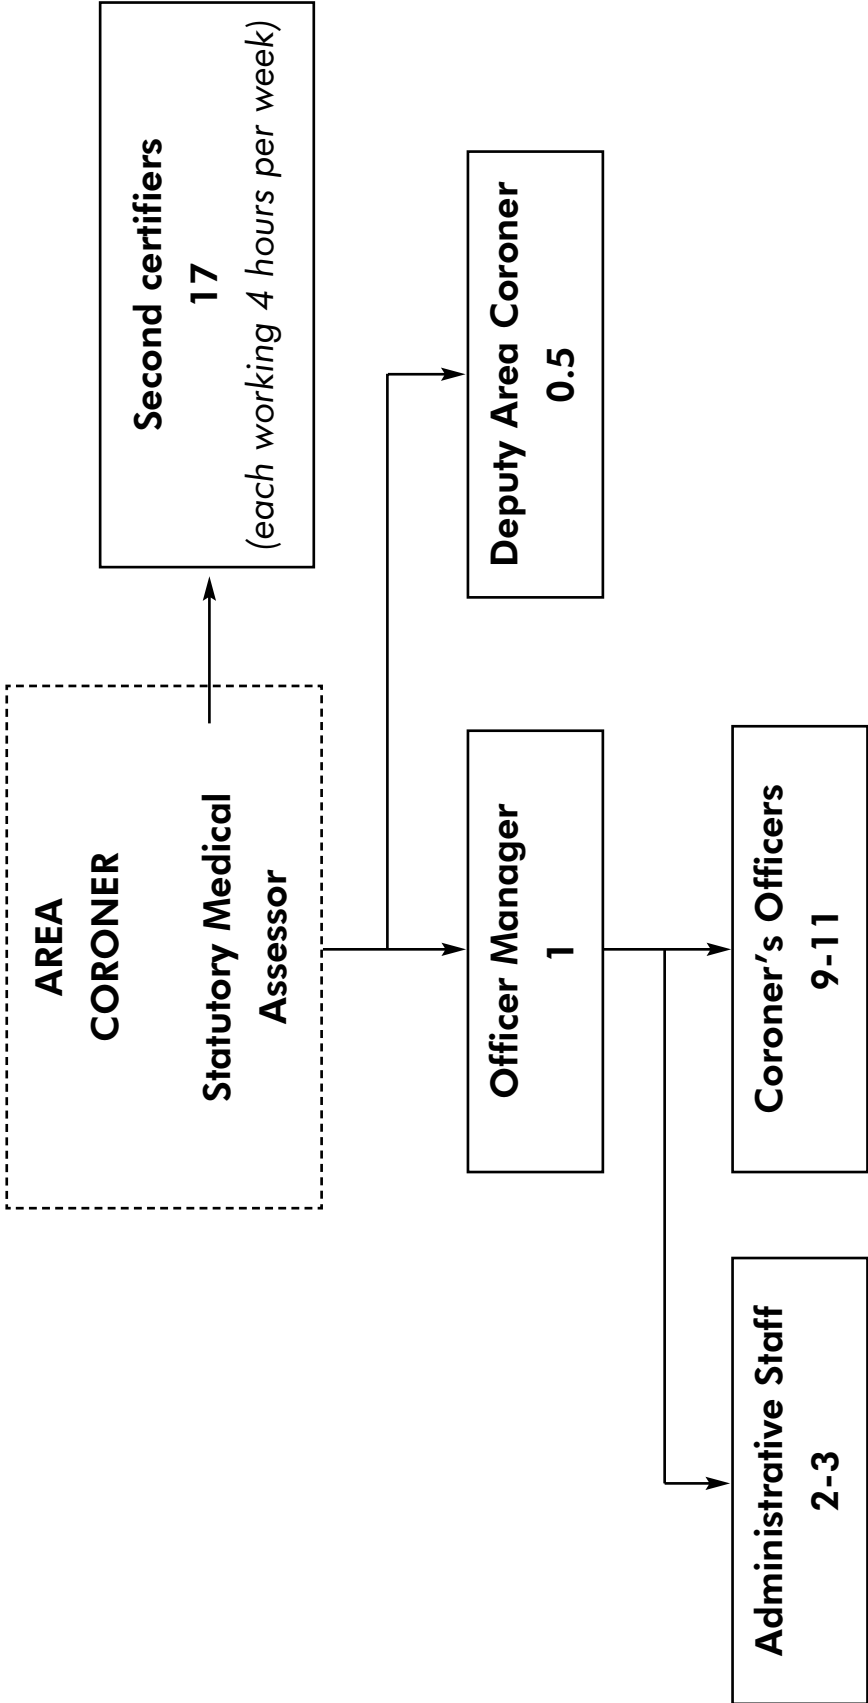 AREA
CORONER
Statutory Medical
Assessor
Second certifiers
17
(each working 4 hours per week)
Officer Manager
1
Deputy Area Coroner
0.5
Administrative Staff
2-3
Coroner's Officers
9-11